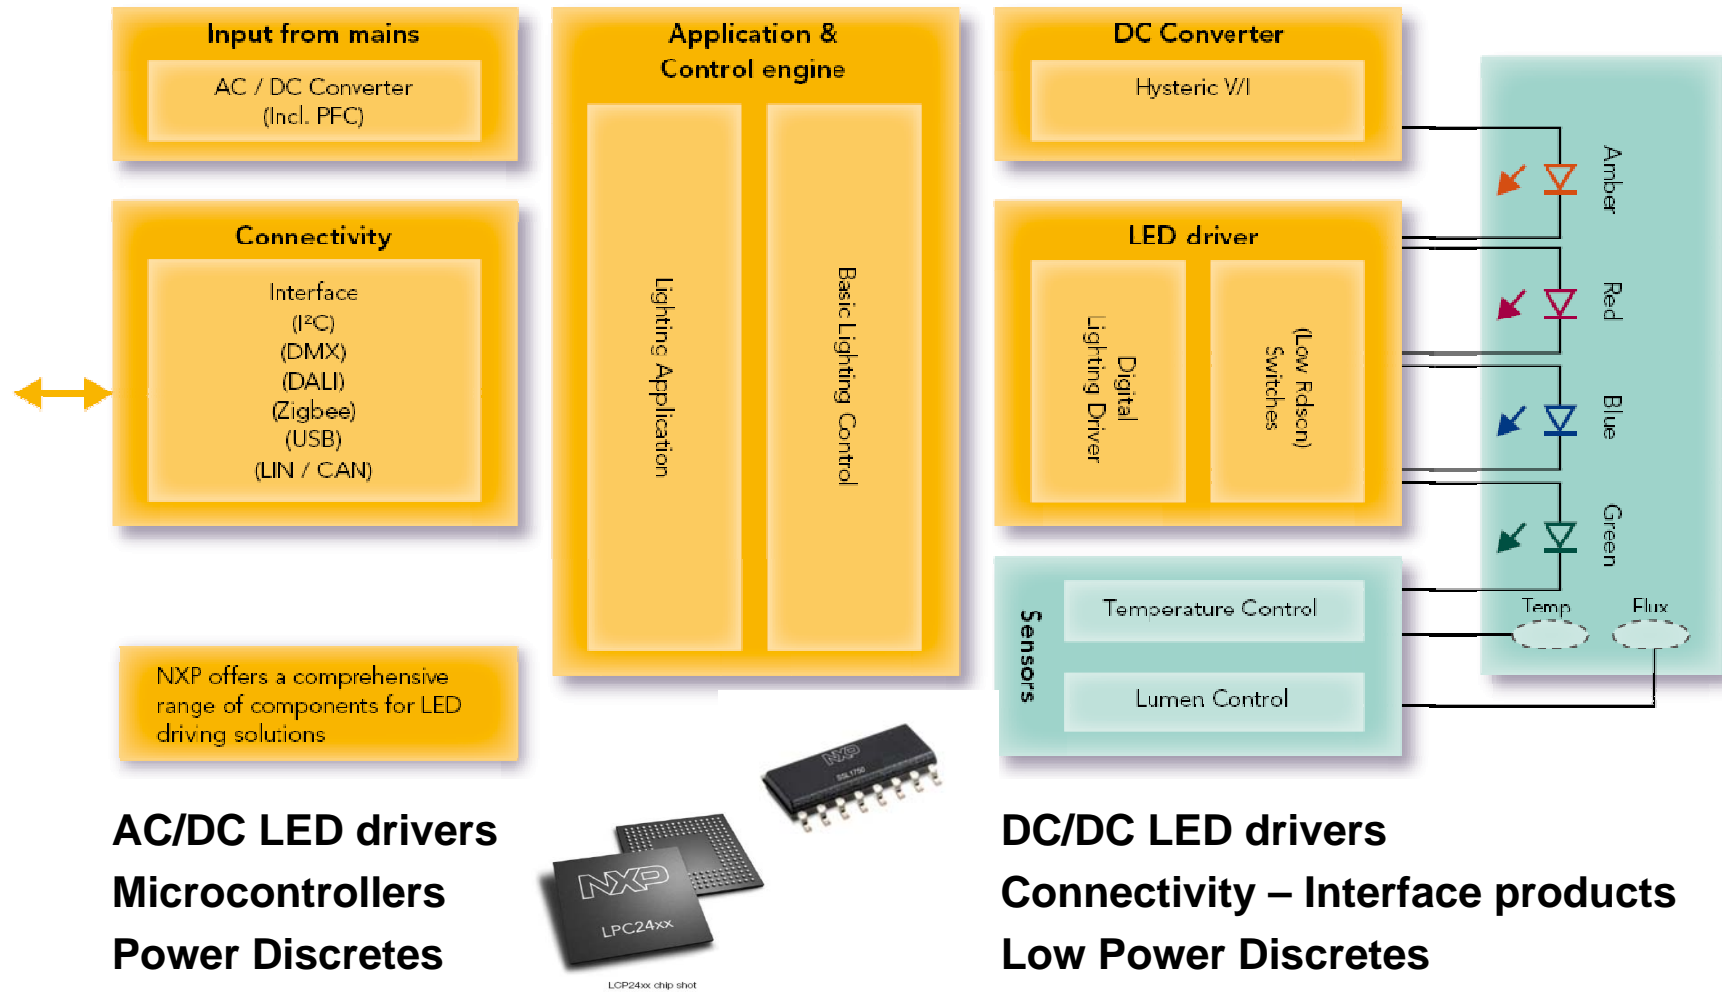 Input from mains
AC / DC Converter
(Incl. PFC)
Connectivity
Interface
(I²C)
(DMX)
(DALI)
(Zigbee)
(USB)
(LIN / CAN)
NXP offers a comprehensive
range of components for LED
driving solutions
Application &
Control engine
Lighting Application
Basic Lighting Control
DC Converter
Hysteric V/I
LED driver
Digital
Lighting Driver
(Low Rdscn)
Switches
Sensors
Temperature Control
Lumen Control
Amber
Red
Blue
Green
Temp
Flux
NXP
SSL1750
NXP
LPC24xx
LCP24xx chip shot
AC/DC LED drivers
Microcontrollers
Power Discretes
DC/DC LED drivers
Connectivity – Interface products
Low Power Discretes